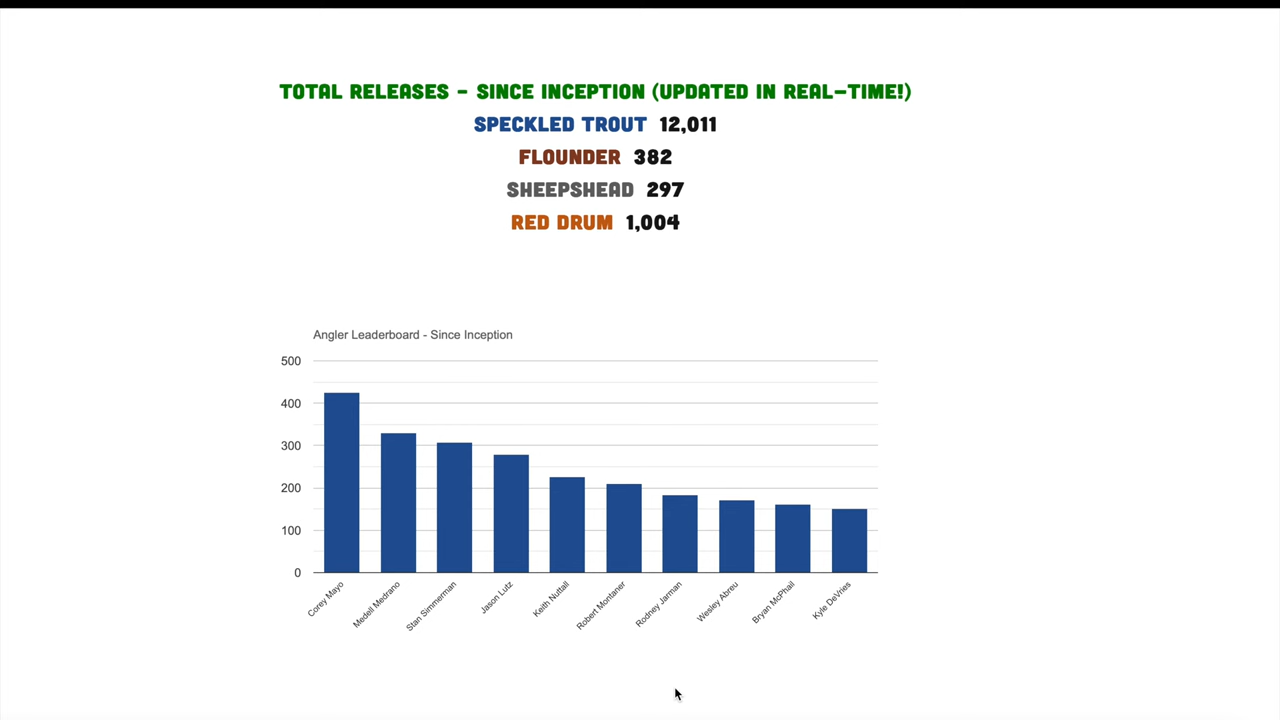 TOTAL RELEASES - SINCE INCEPTION (UPDATED IN REAL-TIME!)
SPECKLED TROUT 12,011
FLOUNDER 382
SHEEPSHEAD 297
RED DRUM 1,004
Angler Leaderboard - Since Inception
500
400
300
200
100
0
Corey Mayo
Medell Medrano
Stan Simmerman
Jason Lutz
Keith Nuttall
Robert Montaner
Rodney Jarman
Wesley Abreu
Bryan McPhail
Kyle DeVries